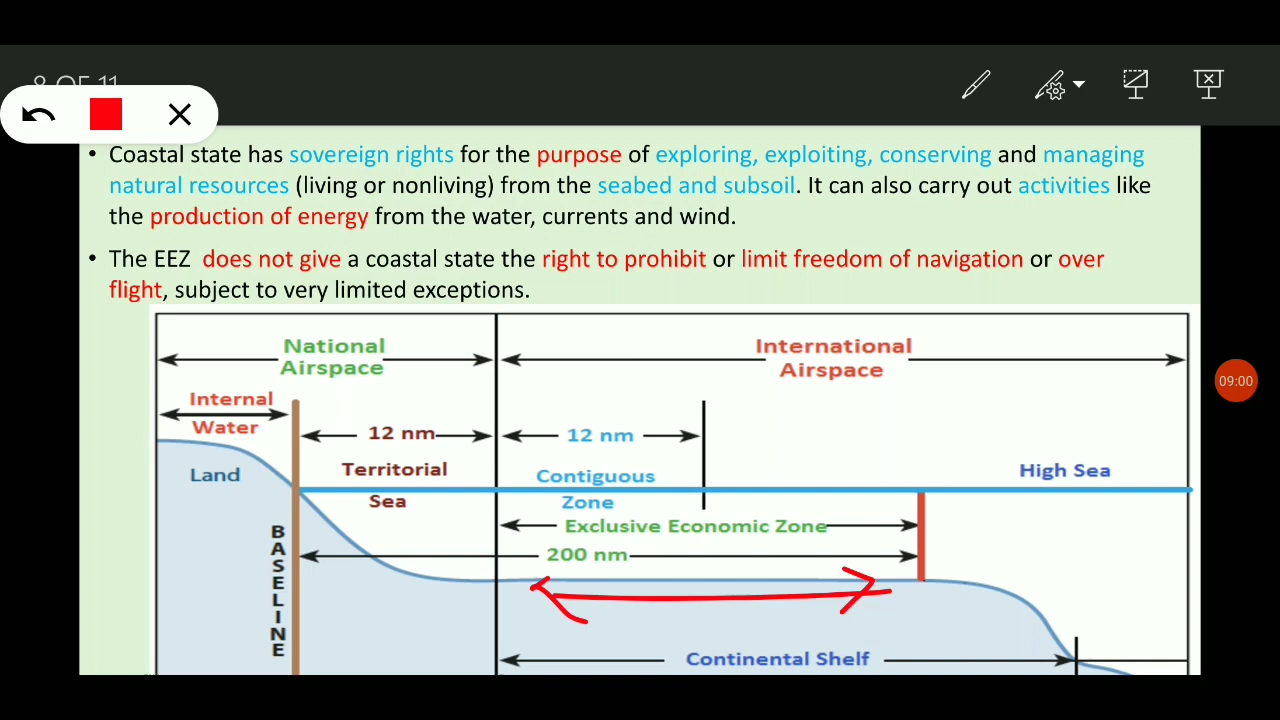 8 OF 11
• Coastal state has sovereign rights for the purpose of exploring, exploiting, conserving and managing
natural resources (living or nonliving) from the seabed and subsoil. It can also carry out activities like
the production of energy from the water, currents and wind.
• The EEZ does not give a coastal state the right to prohibit or limit freedom of navigation or over
flight, subject to very limited exceptions.
National
Airspace
International
Airspace
09:00
Internal
Water
12 nm
12 nm
Land
Territorial
Sea
Contiguous
Zone
High Sea
Exclusive Economic Zone
200 nm
BASELINE
Continental Shelf